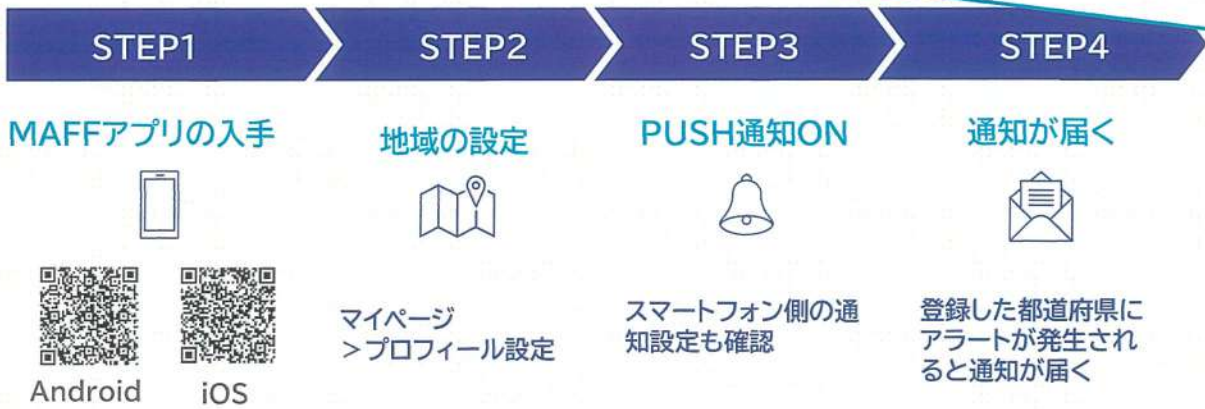 STEP1
STEP2
STEP3
STEP4
MAFFアプリの入手
地域の設定
PUSH通知ON
通知が届く
Android
iOS
マイページ
>プロフィール設定
スマートフォン側の通
知設定も確認
登録した都道府県に
アラートが発生され
ると通知が届く